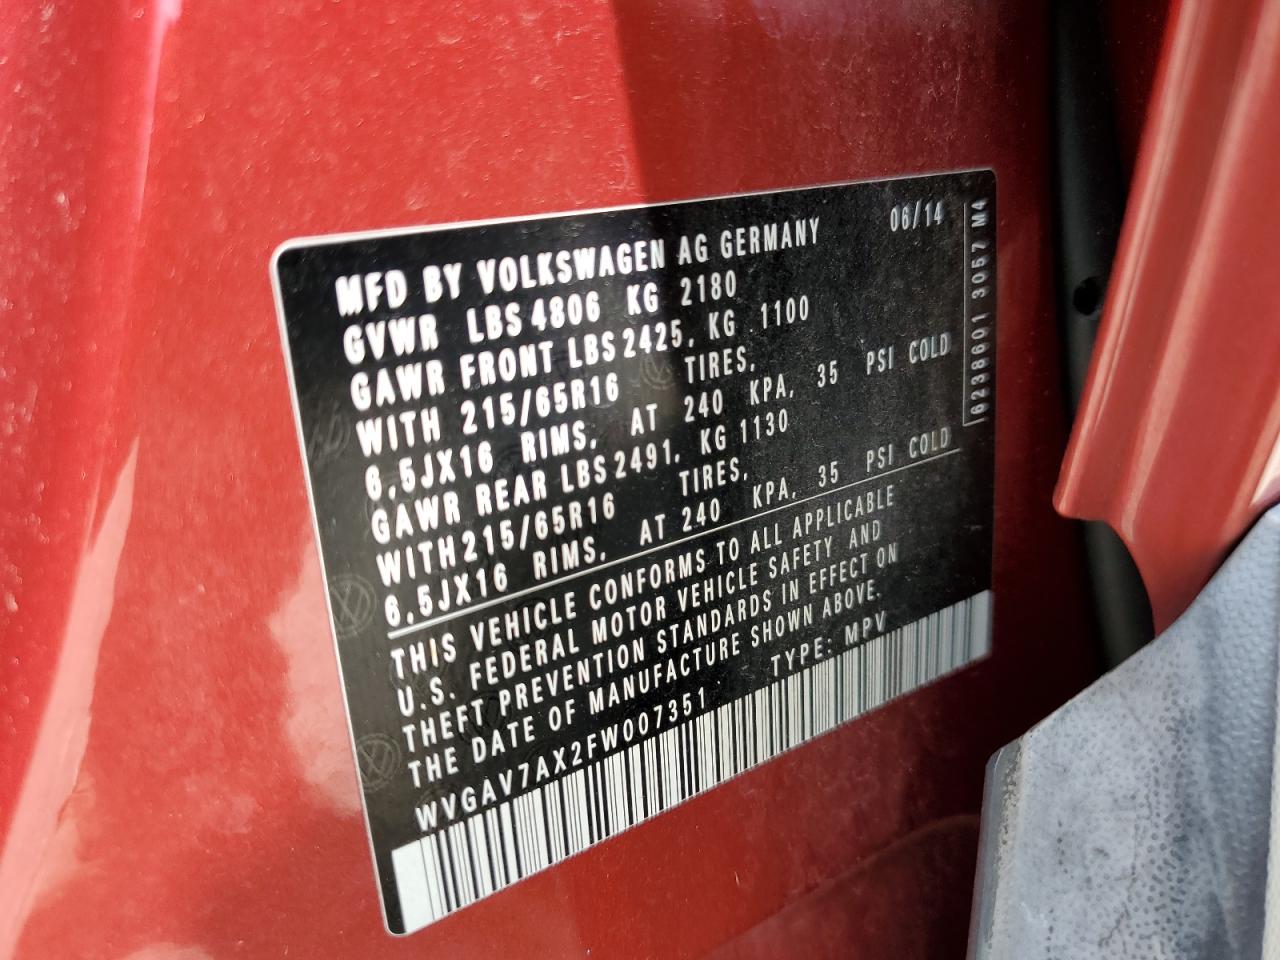 MFD BY VOLKSWAGEN AG GERMANY 06/14
GVWR LBS 4806 KG 2180
GAWR FRONT LBS 2425, KG 1100
WITH 215/65R16 TIRES,
6,5JX16 RIMS, AT 240 KPA, 35 PSI COLD
GAWR REAR LBS 2491, KG 1130
WITH 215/65R16 TIRES,
6,5JX16 RIMS, AT 240 KPA, 35 PSI COLD
THIS VEHICLE CONFORMS TO ALL APPLICABLE
U.S. FEDERAL MOTOR VEHICLE SAFETY AND
THEFT PREVENTION STANDARDS IN EFFECT ON
THE DATE OF MANUFACTURE SHOWN ABOVE.
WVGAV7AX2FW007351 TYPE: MPV
6238601 3057 M4